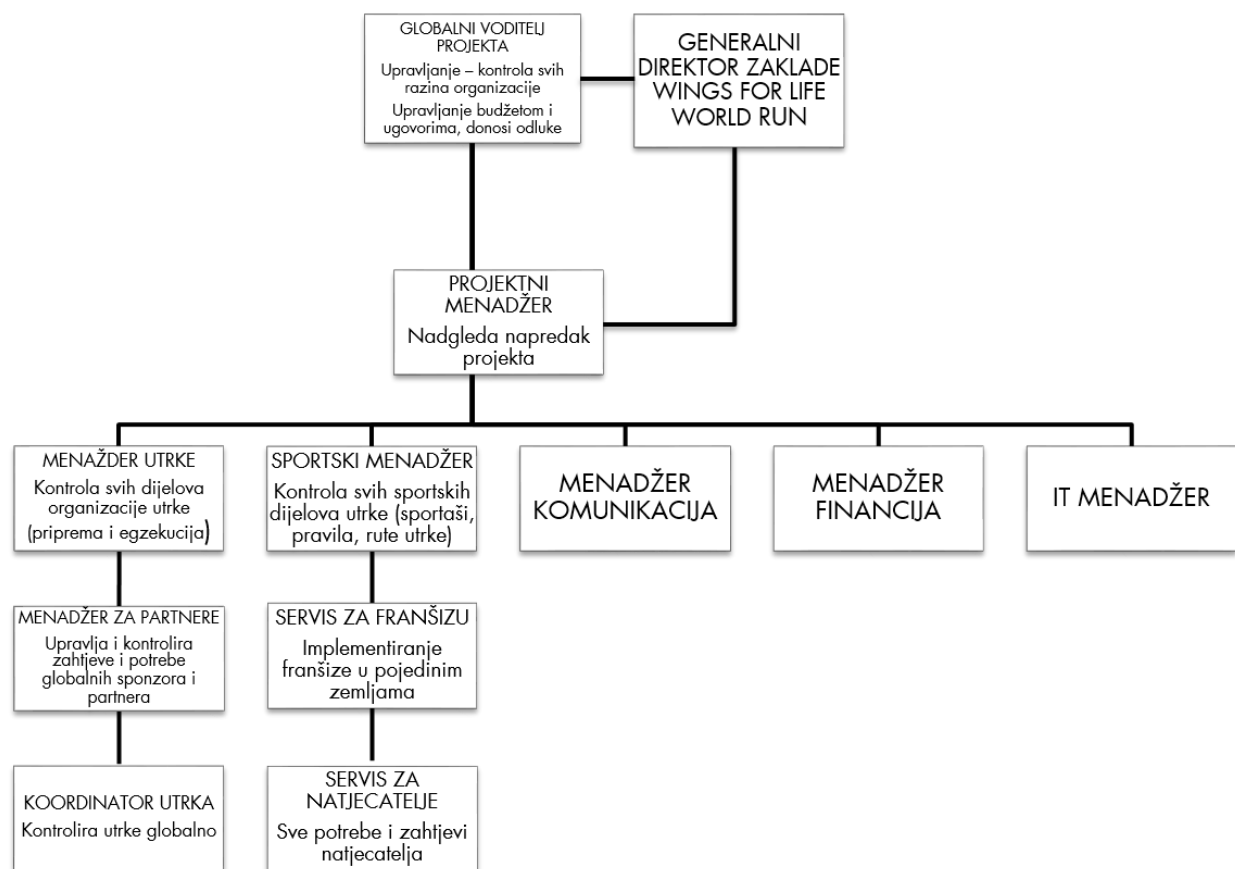 GLOBALNI VODITELJ
PROJEKTA
Upravljanje – kontrola svih
razina organizacije
Upravljanje budžetom i
ugovorima, donosi odluke
GENERALNI
DIREKTOR ZAKLADE
WINGS FOR LIFE
WORLD RUN
PROJEKTNI
MENADŽER
Nadgleda napredak
projekta
MENAŽDER UTRKE
Kontrola svih dijelova
organizacije utrke
(priprema i egzekucija)
SPORTSKI MENADŽER
Kontrola svih sportskih
dijelova utrke (sportaši,
pravila, rute utrke)
MENADŽER
KOMUNIKACIJA
MENADŽER
FINANCIJA
IT MENADŽER
MENADŽER ZA PARTNERE
Upravlja i kontrolira
zahtjeve i potrebe
globalnih sponzora i
partnera
SERVIS ZA FRANŠIZU
Implementiranje
franšize u pojedinim
zemljama
KOORDINATOR UTRKA
Kontrolira utrke globalno
SERVIS ZA
NATJECATELJE
Sve potrebe i zahtjevi
natjecatelja